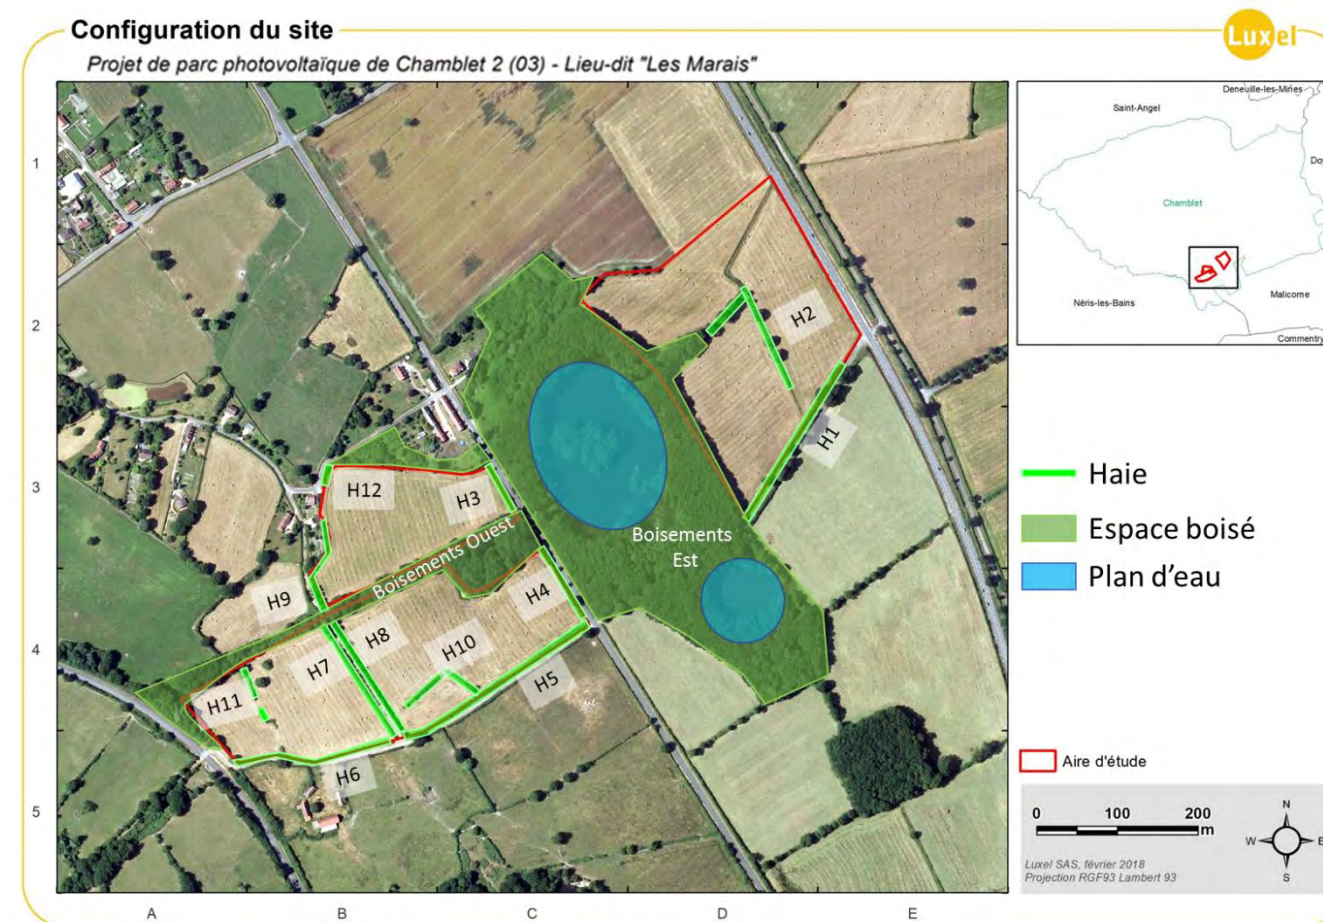 Configuration du site
Luxel
Projet de parc photovoltaïque de Chamblet 2 (03) - Lieu-dit "Les Marais"
Deneuille-les-Mines
Saint-Angel
Chamblet
Néris-les-Bains
Malicorne
Commentry
1
2
3
4
5
H2
H1
H12
H3
Boisements Ouest
Boisements
Est
H9
H8
H4
H7
H10
H5
H11
H6
Haie
Espace boisé
Plan d'eau
Aire d'étude
0 100 200
m
N
W E
S
Luxel SAS, février 2018
Projection RGF93 Lambert 93
A B C D E